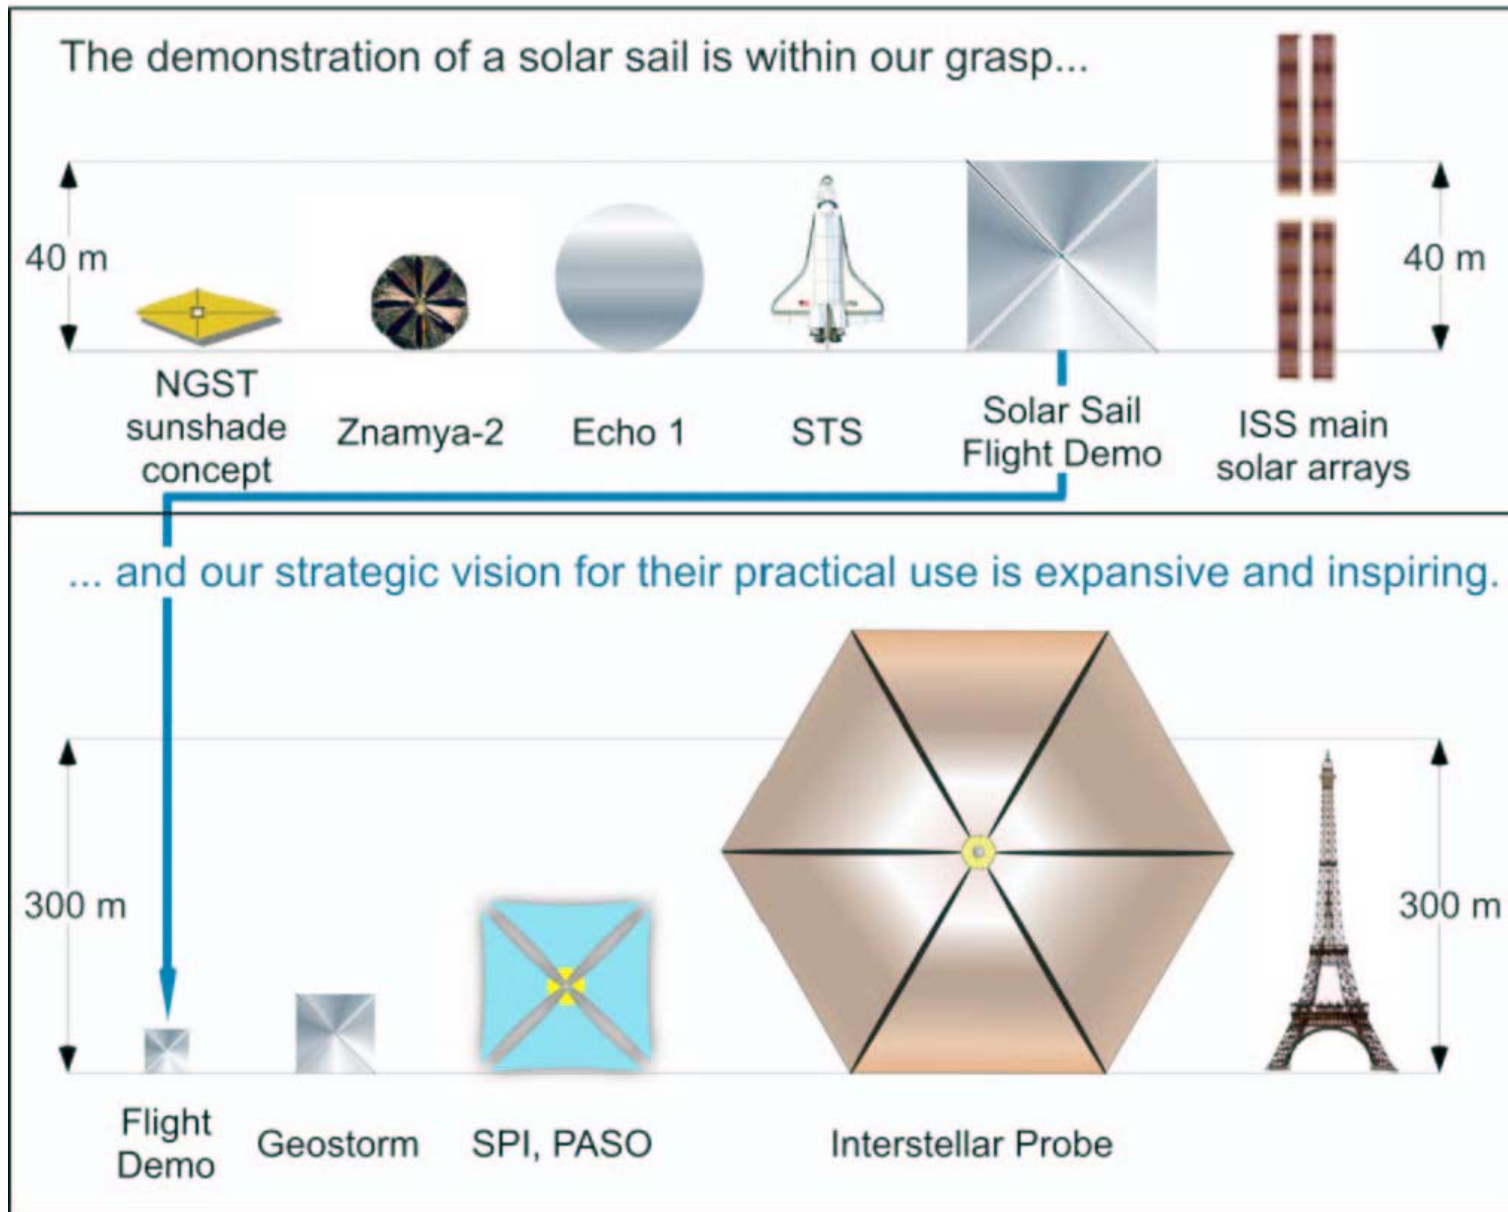 The demonstration of a solar sail is within our grasp...
40 m
40 m
NGST
sunshade
concept
Znamya-2
Echo 1
STS
Solar Sail
Flight Demo
ISS main
solar arrays
... and our strategic vision for their practical use is expansive and inspiring.
300 m
300 m
Flight
Demo
Geostorm
SPI, PASO
Interstellar Probe